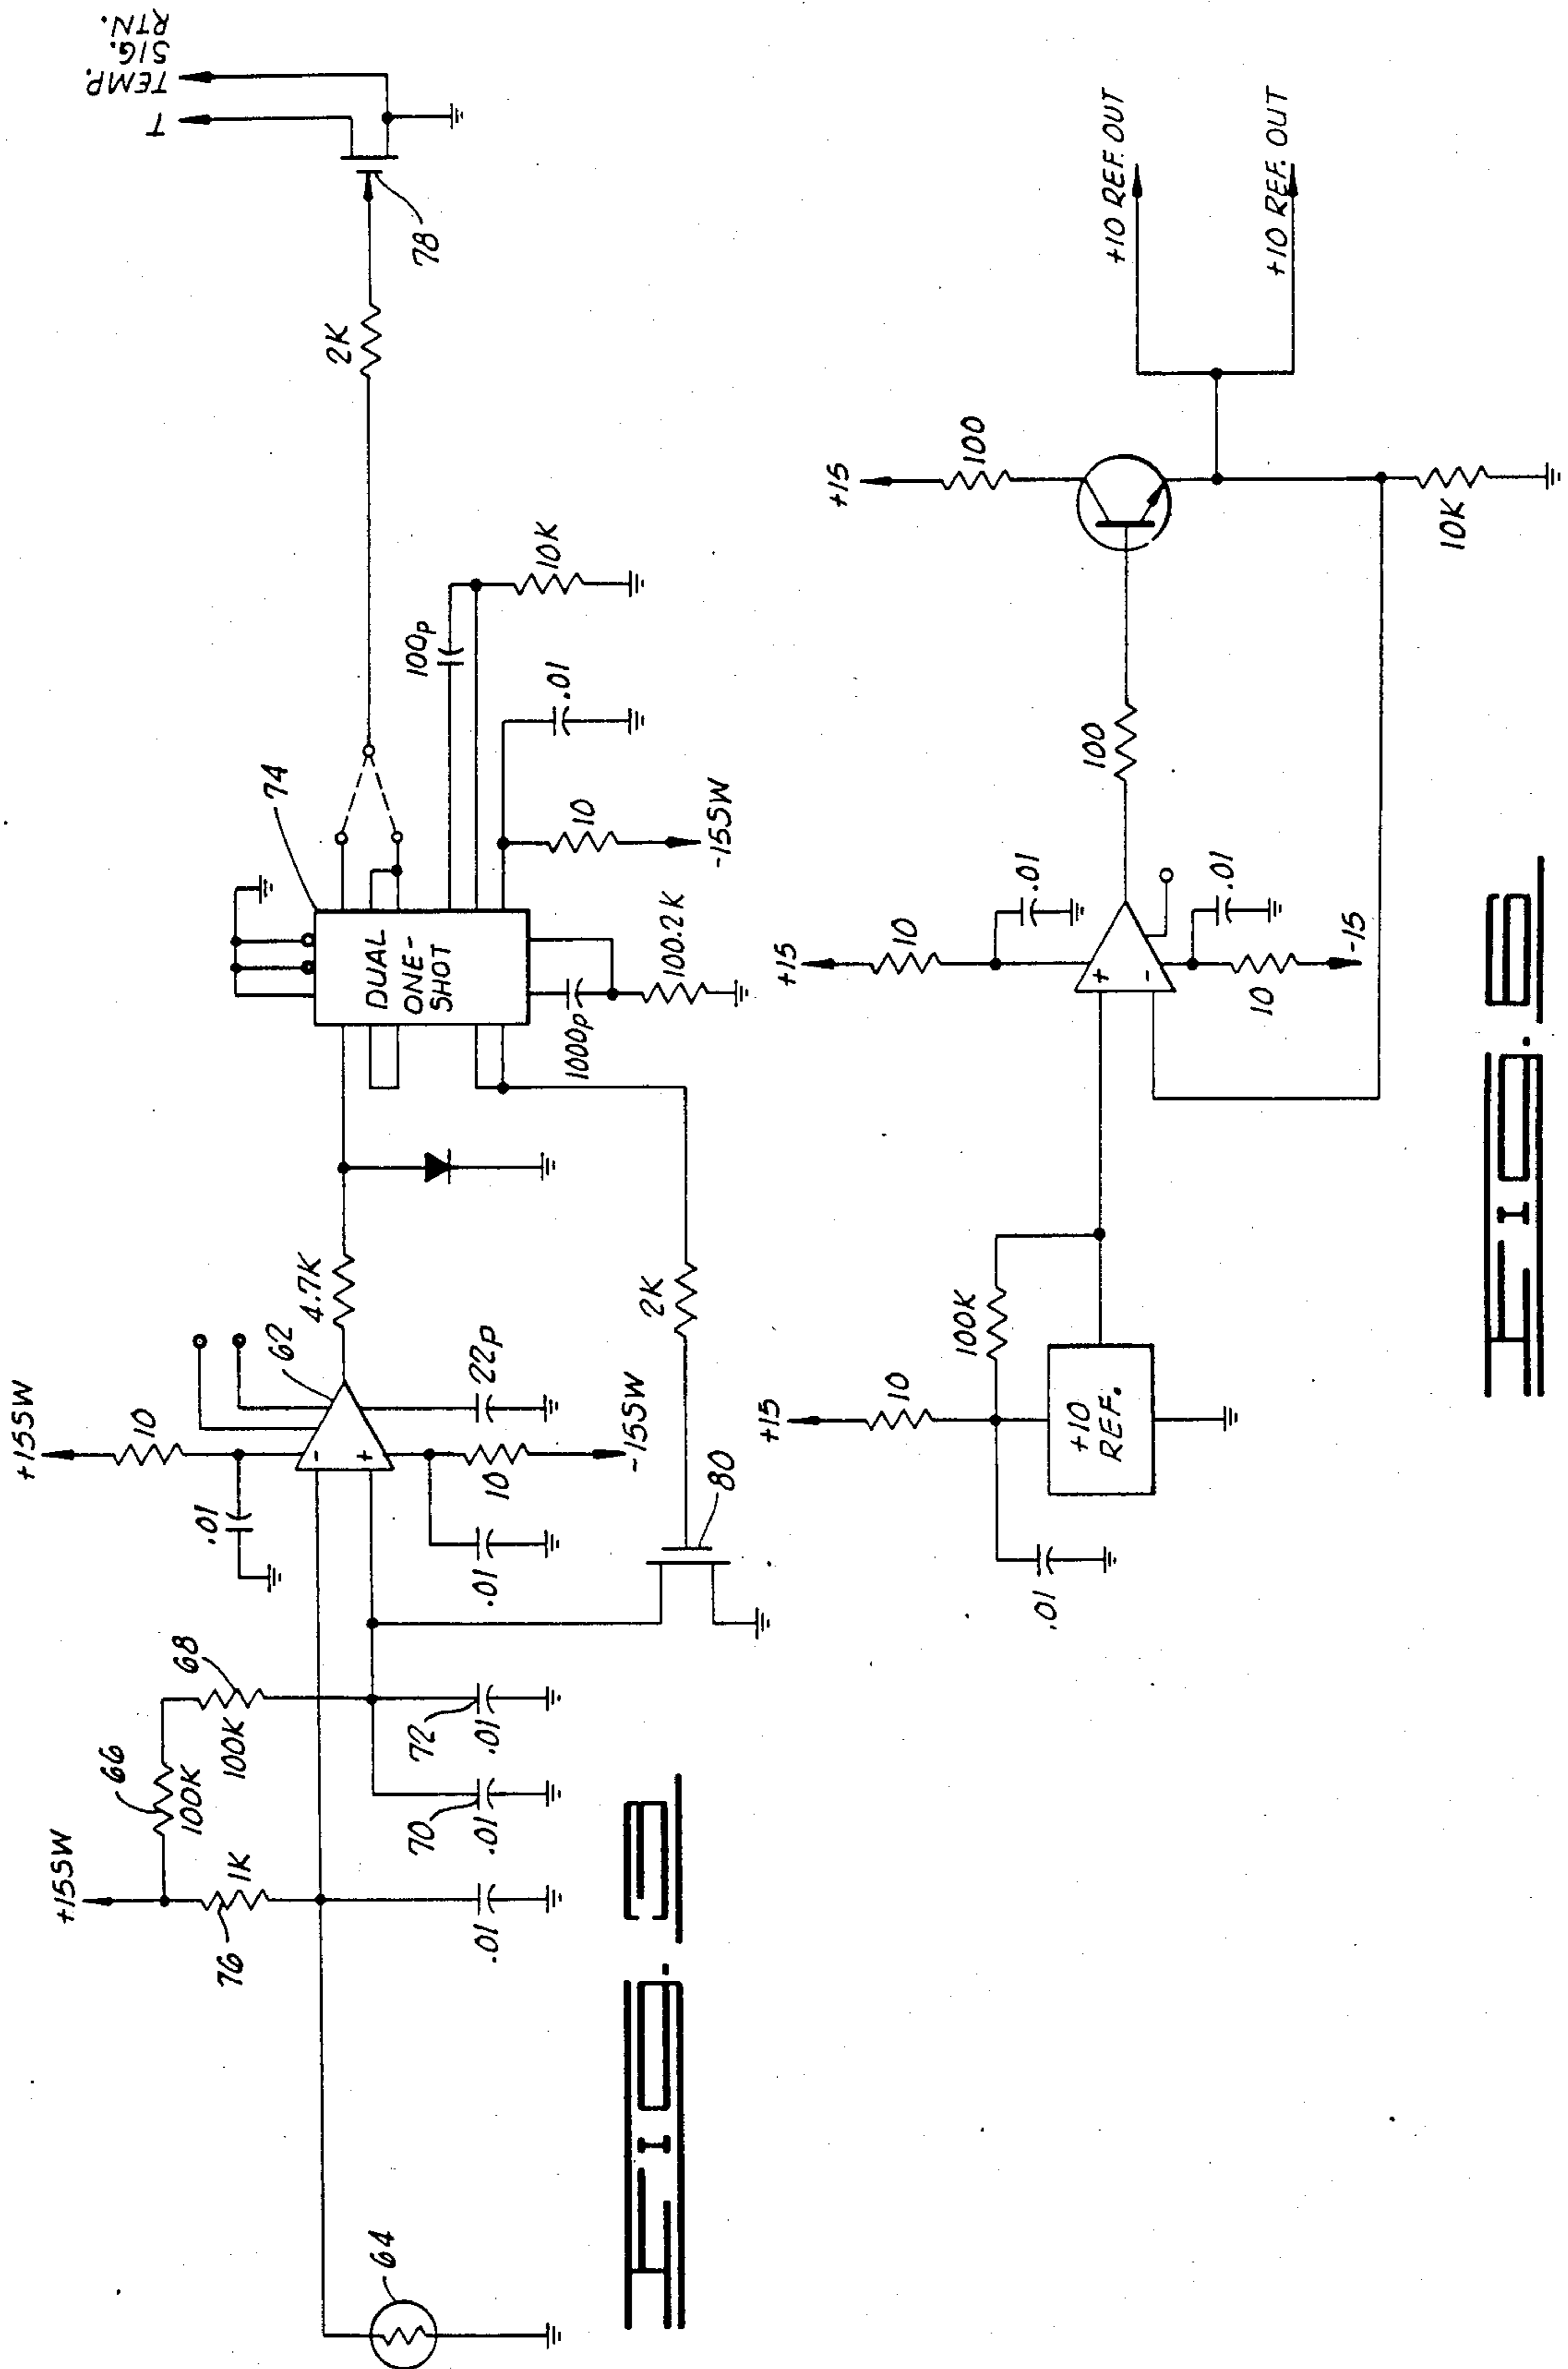 +15SW
66
68
100K
100K
1K
76
64
70
72
.01
.01
.01
+15SW
10
.01
62
-
+
.01
10
22p
-15SW
80
4.7K
2K
DUAL
ONE-
SHOT
74
1000p
100.2K
10
-15SW
.01
100p
10K
2K
78
T
TEMP.
SIG.
RTN.
FIG.
+15
10
.01
100K
+10
REF.
+15
10
.01
+
-
10
-15
.01
100
+15
100
10K
+10 REF. OUT
+10 REF. OUT
FIG.